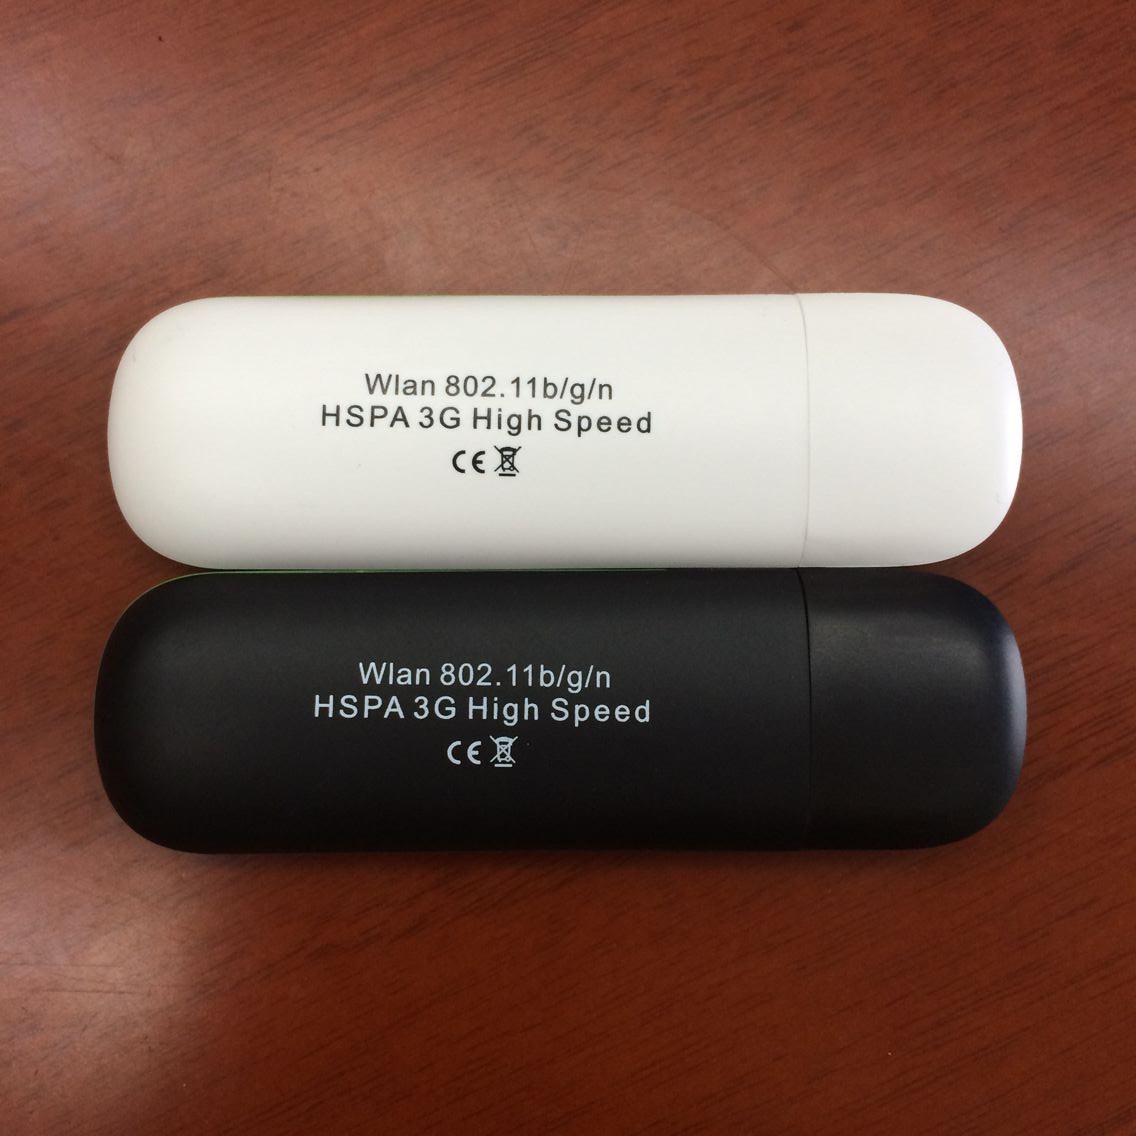 Wlan 802.11b/g/n
HSPA 3G High Speed
CE
Wlan 802.11b/g/n
HSPA 3G High Speed
CE